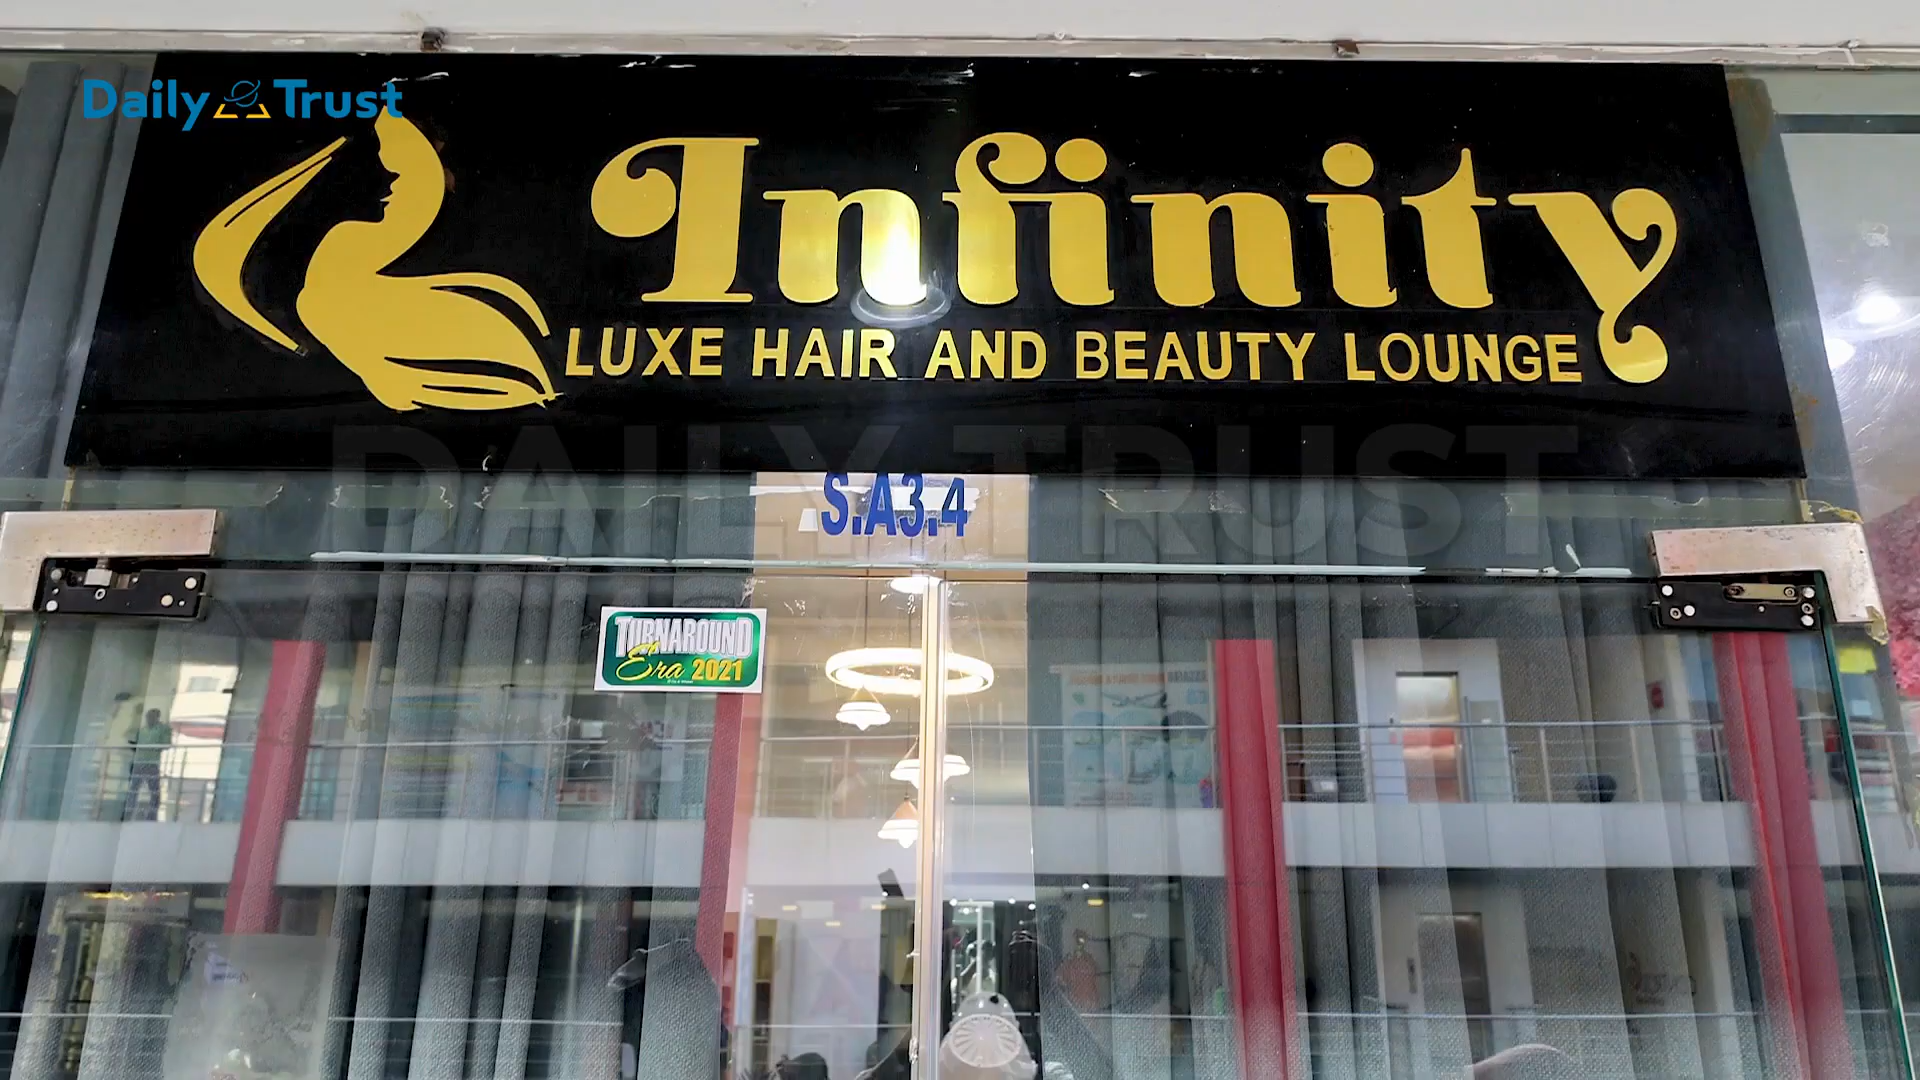 Daily Trust
Infinity
LUXE HAIR AND BEAUTY LOUNGE
DAILY TRUST
S.A3.4
TURNAROUND
Era 2021